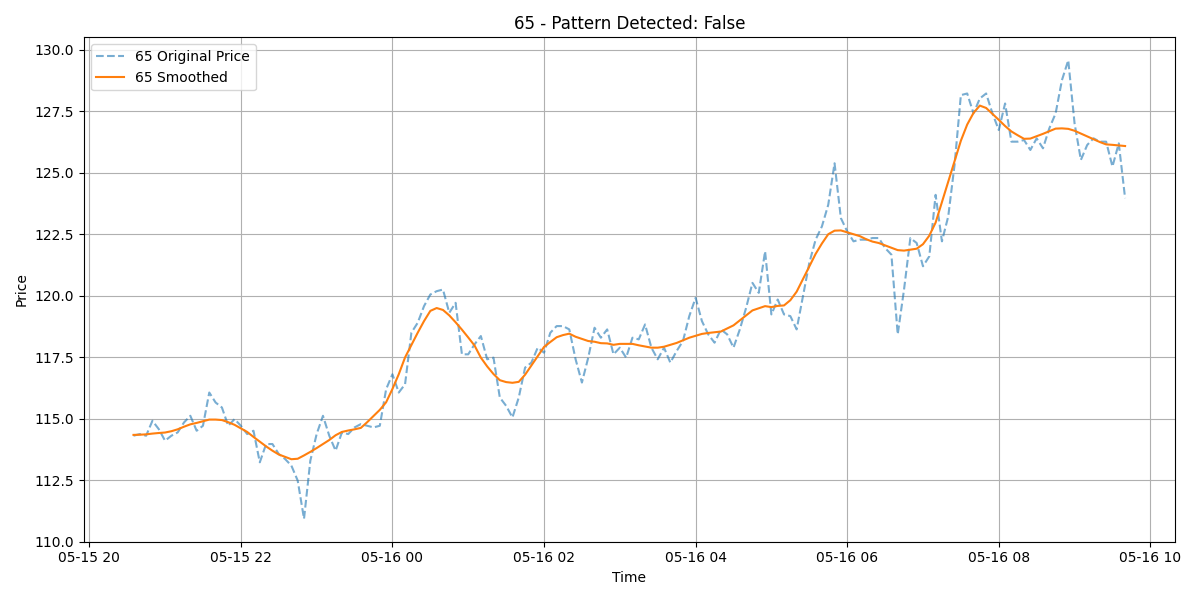 65 - Pattern Detected: False
65 Original Price
65 Smoothed
Price
130.0
127.5
125.0
122.5
120.0
117.5
115.0
112.5
110.0
05-15 20 05-15 22 05-16 00 05-16 02 05-16 04 05-16 06 05-16 08 05-16 10
Time